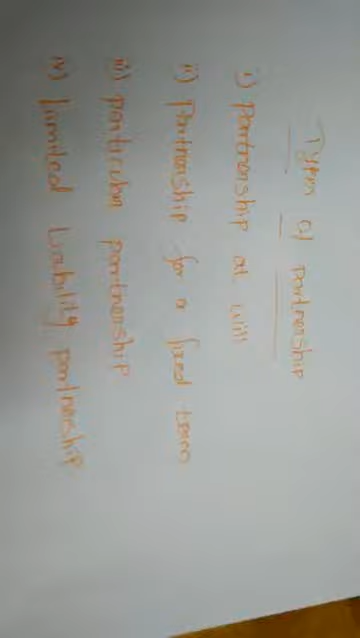 Types of partnership
i) Partnership at will
ii) Partnership for a fixed term
iii) Particular partnership
iv) Limited Liability partnership